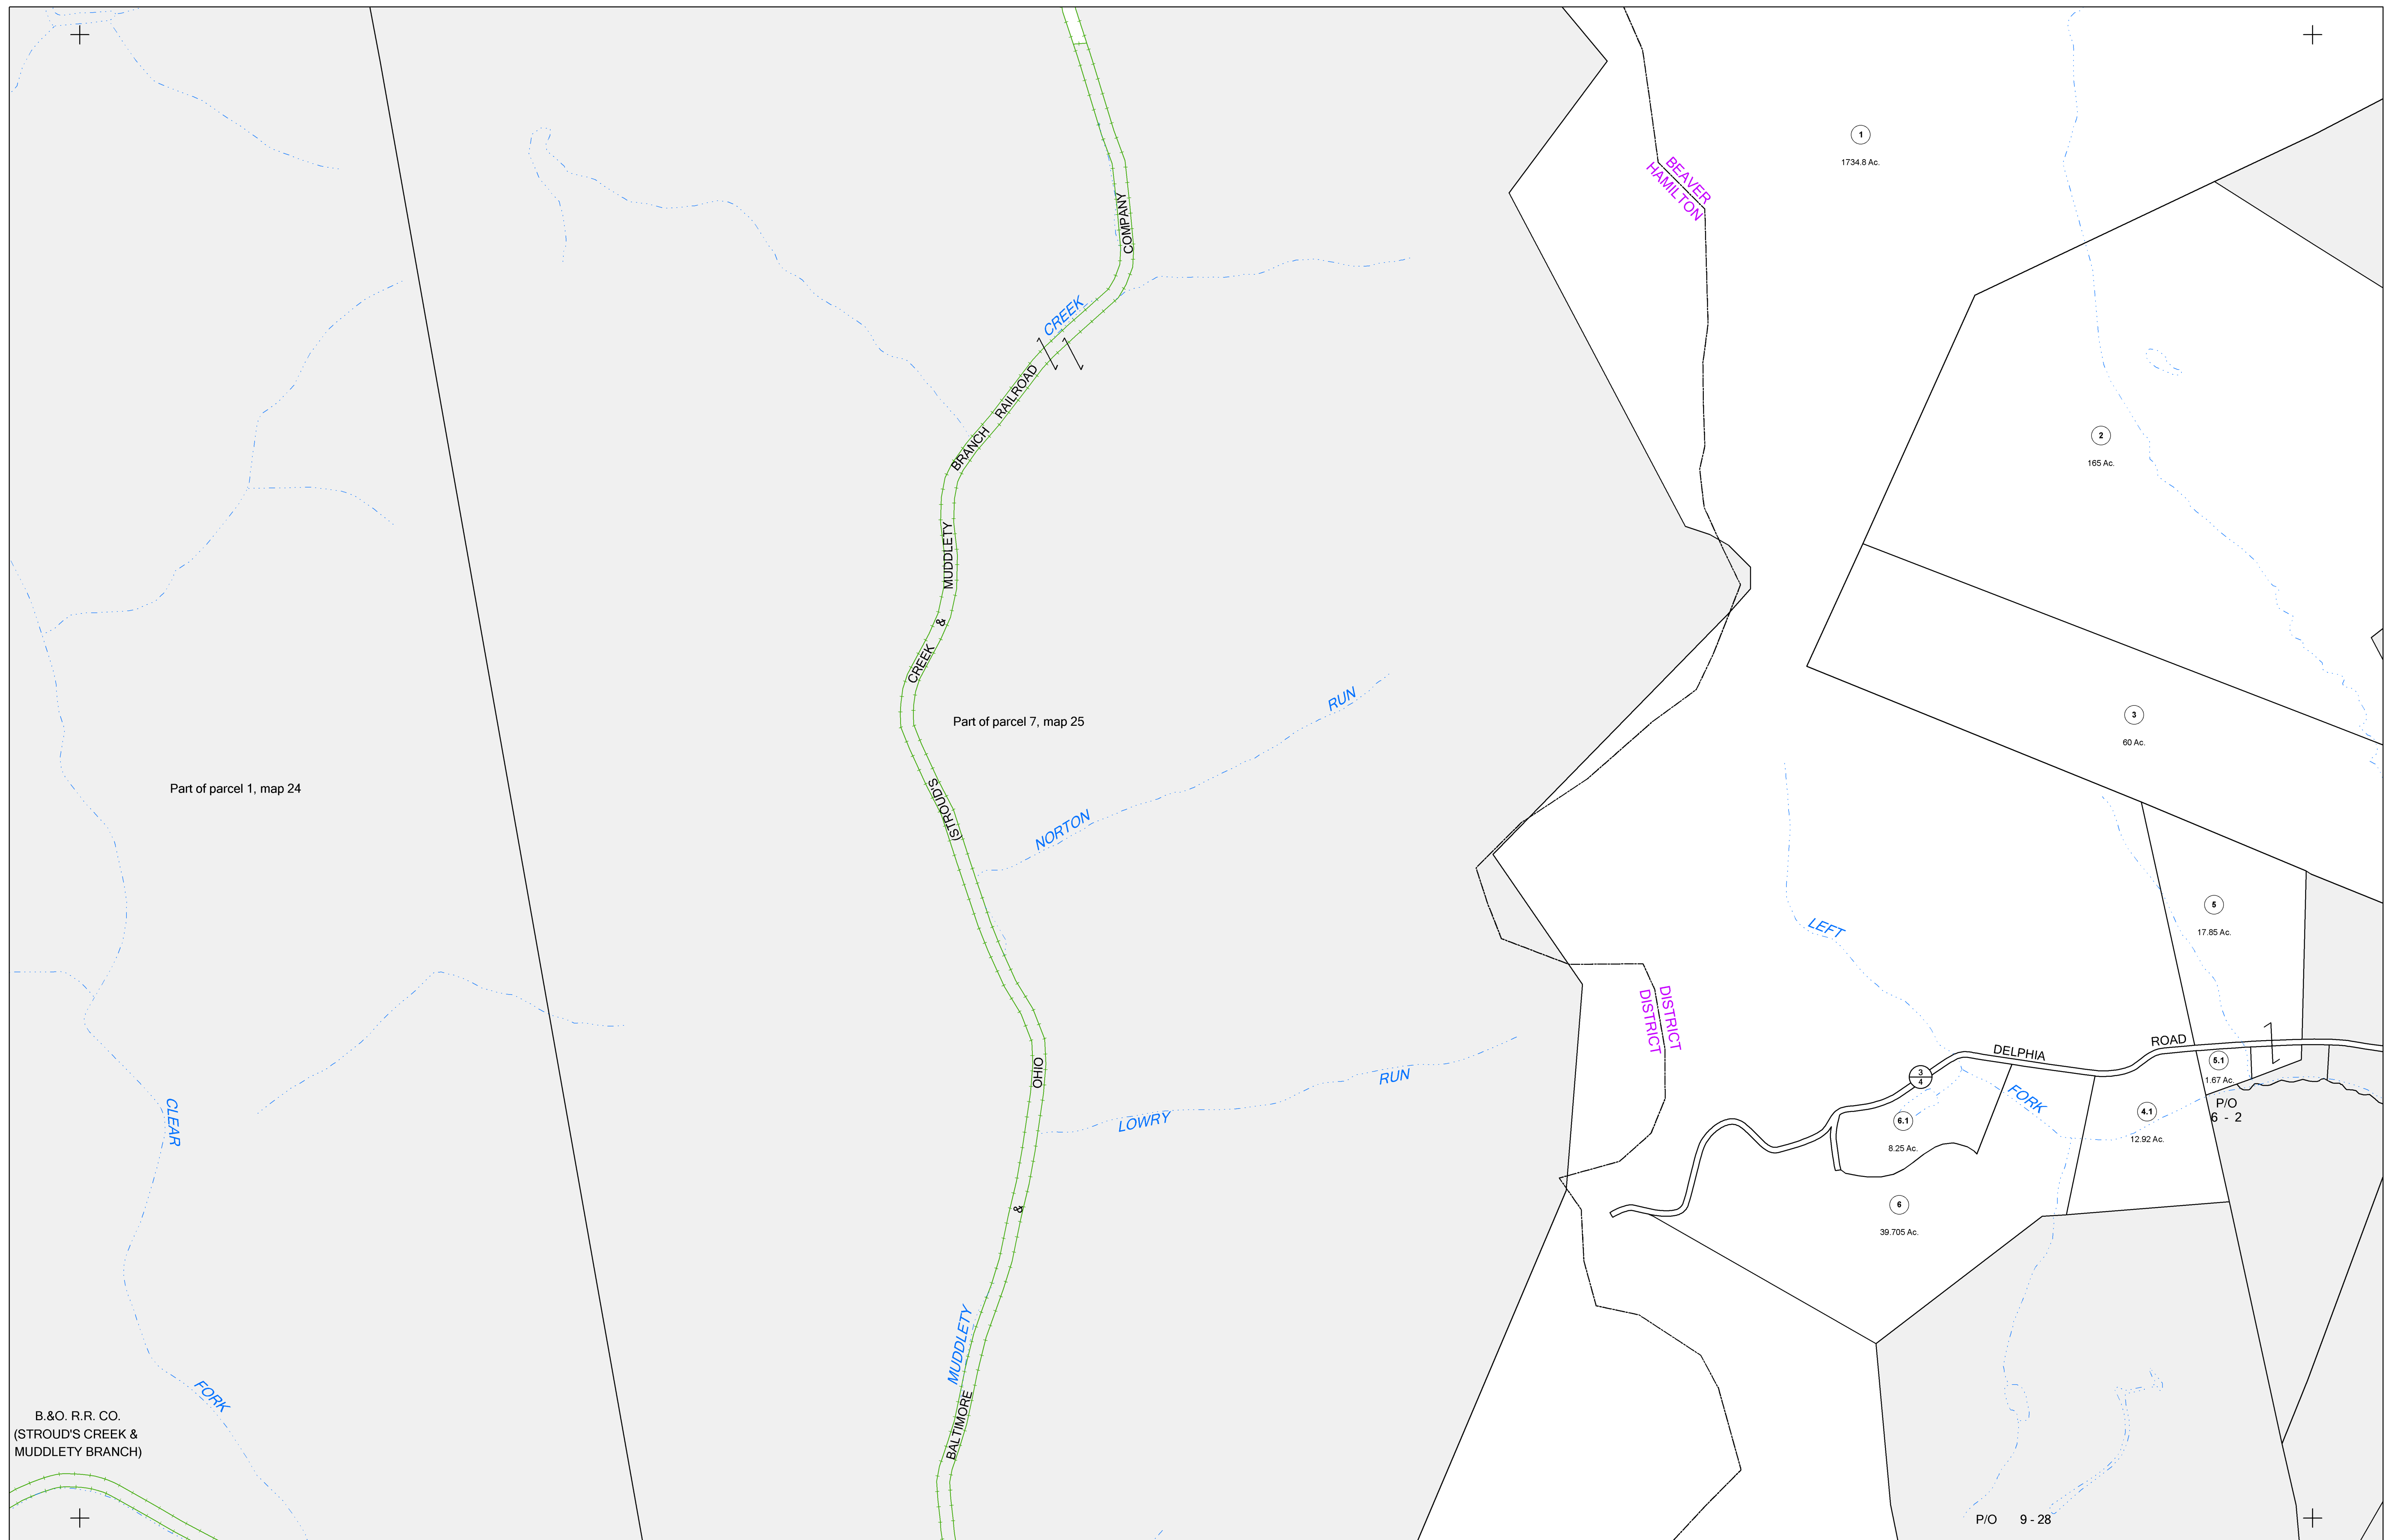 1
1734.8 Ac.
BEAVER
HAMILTON
2
165 Ac.
3
60 Ac.
5
17.85 Ac.
5.1
1.67 Ac.
P/O
6 - 2
4.1
12.92 Ac.
6.1
8.25 Ac.
6
39.705 Ac.
3
4
DELPHIA ROAD
LEFT FORK
DISTRICT
DISTRICT
Part of parcel 7, map 25
Part of parcel 1, map 24
BALTIMORE & OHIO (STROUD'S CREEK & MUDDLETY BRANCH RAILROAD COMPANY
MUDDLETY CREEK
NORTON RUN
LOWRY RUN
CLEAR FORK
B.&O. R.R. CO.
(STROUD'S CREEK &
MUDDLETY BRANCH)
P/O 9 - 28